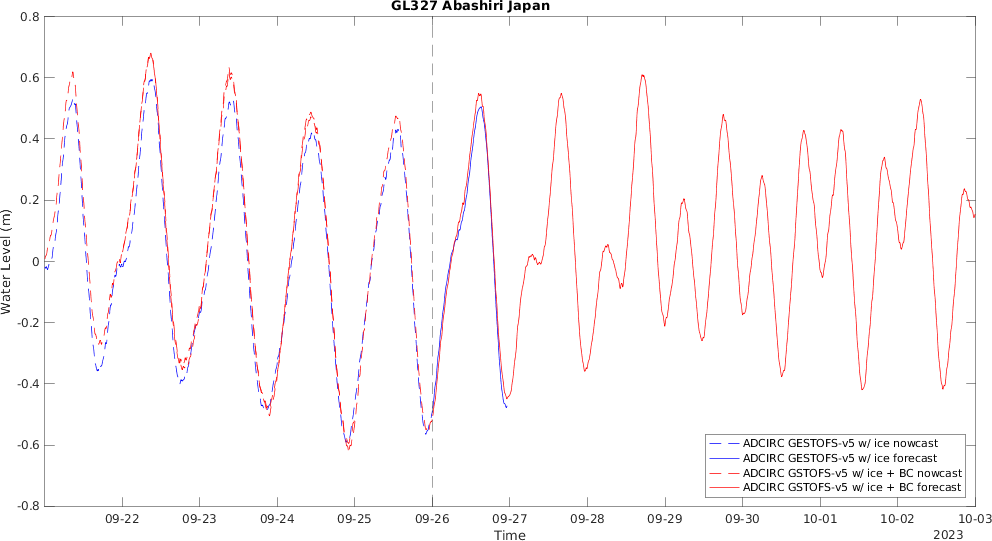 GL327 Abashiri Japan
0.8
0.6
0.4
0.2
0
-0.2
-0.4
-0.6
-0.8
Water Level (m)
ADCIRC GESTOFS-v5 w/ ice nowcast
ADCIRC GESTOFS-v5 w/ ice forecast
ADCIRC GSTOFS-v5 w/ ice + BC nowcast
ADCIRC GSTOFS-v5 w/ ice + BC forecast
09-22 09-23 09-24 09-25 09-26 09-27 09-28 09-29 09-30 10-01 10-02 10-03
Time
2023